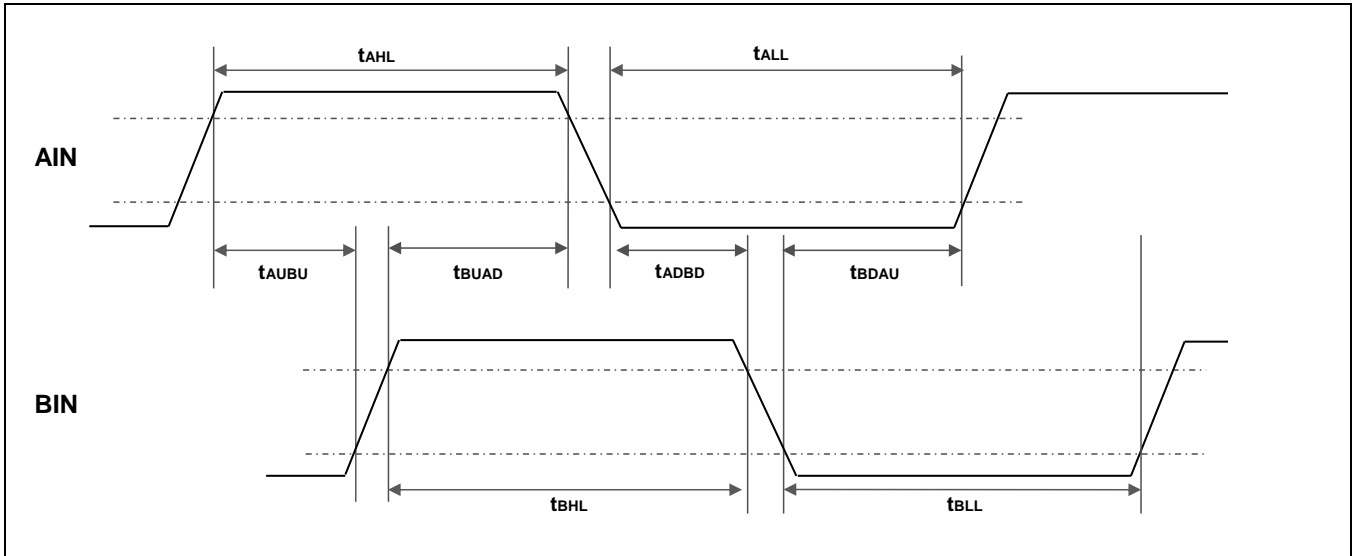 tAHL tALL
AIN
tAUBU tBUAD tADBD tBDAU
BIN
tBHL tBLL